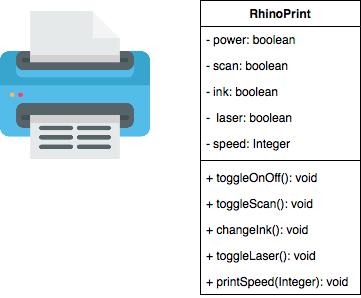 RhinoPrint
- power: boolean
- scan: boolean
- ink: boolean
- laser: boolean
- speed: Integer
+ toggleOnOff(): void
+ toggleScan(): void
+ changeInk(): void
+ toggleLaser(): void
+ printSpeed(Integer): void